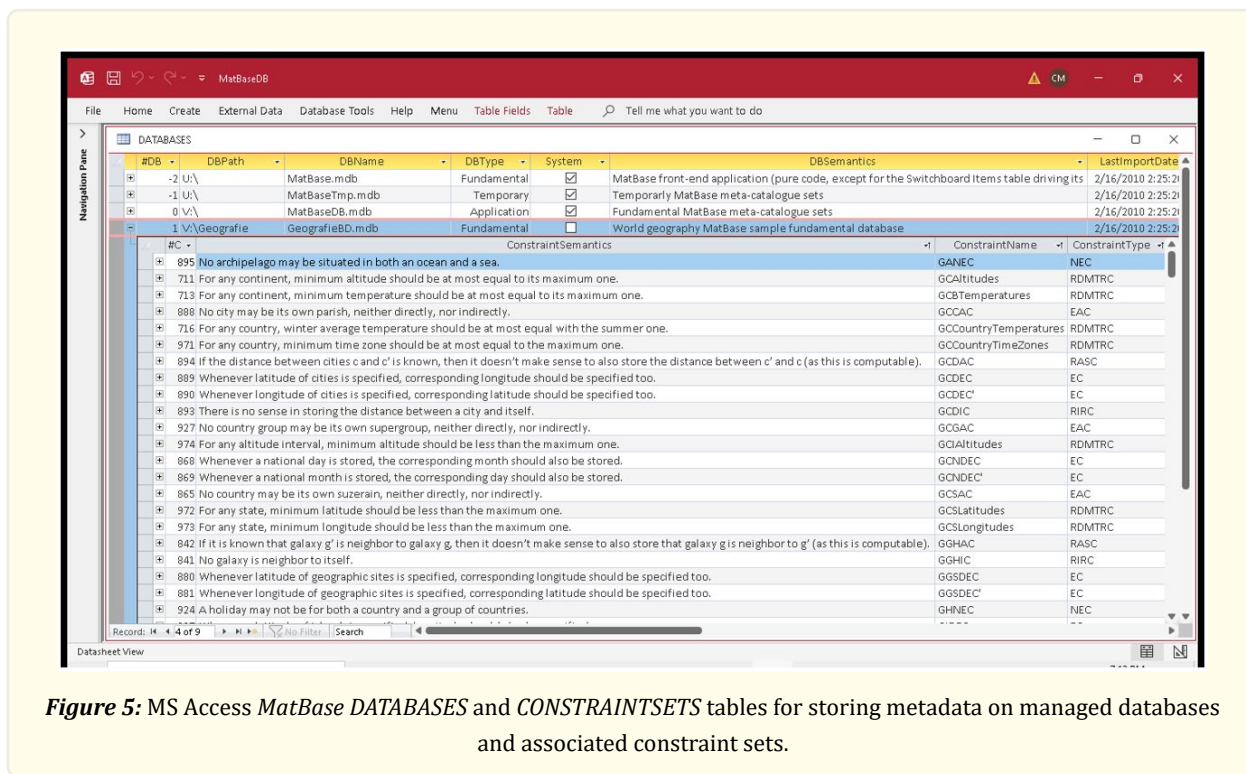 MatBaseDB CM
File Home Create External Data Database Tools Help Menu Table Fields Table Tell me what you want to do
Navigation Pane
DATABASES
#DB DBPath DBName DBType System DBSemantics LastImportDate
-2 U:\ MatBase.mdb Fundamental MatBase front-end application (pure code, except for the Switchboard Items table driving its 2/16/2010 2:25:2
-1 U:\ MatBaseTmp.mdb Temporary Temporarly MatBase meta-catalogue sets 2/16/2010 2:25:2
0 V:\ MatBaseDB.mdb Application Fundamental MatBase meta-catalogue sets 2/16/2010 2:25:2
1 V:\Geografie GeografieBD.mdb Fundamental World geography MatBase sample fundamental database 2/16/2010 2:25:2
#C ConstraintSemantics ConstraintName ConstraintType
895 No archipelago may be situated in both an ocean and a sea. GANEC NEC
711 For any continent, minimum altitude should be at most equal to its maximum one. GCAltitudes RDMTRC
713 For any continent, minimum temperature should be at most equal to its maximum one. GCBTemperatures RDMTRC
888 No city may be its own parish, neither directly, nor indirectly. GCCAC EAC
716 For any country, winter average temperature should be at most equal with the summer one. GCCountryTemperatures RDMTRC
971 For any country, minimum time zone should be at most equal to the maximum one. GCCountryTimeZones RDMTRC
894 If the distance between cities c and c' is known, then it doesn't make sense to also store the distance between c' and c (as this is computable). GCDAC RASC
889 Whenever latitude of cities is specified, corresponding longitude should be specified too. GCDEC EC
890 Whenever longitude of cities is specified, corresponding latitude should be specified too. GCDEC' EC
893 There is no sense in storing the distance between a city and itself. GCDIC RIRC
927 No country group may be its own supergroup, neither directly, nor indirectly. GCGAC EAC
974 For any altitude interval, minimum altitude should be less than the maximum one. GCIAltitudes RDMTRC
868 Whenever a national day is stored, the corresponding month should also be stored. GCNDEC EC
869 Whenever a national month is stored, the corresponding day should also be stored. GCNDEC' EC
865 No country may be its own suzerain, neither directly, nor indirectly. GCSAC EAC
972 For any state, minimum latitude should be less than the maximum one. GCSLatitudes RDMTRC
973 For any state, minimum longitude should be less than the maximum one. GCSLongitudes RDMTRC
842 If it is known that galaxy g' is neighbor to galaxy g, then it doesn't make sense to also store that galaxy g is neighbor to g' (as this is computable). GGHAC RASC
841 No galaxy is neighbor to itself. GGHIC RIRC
880 Whenever latitude of geographic sites is specified, corresponding longitude should be specified too. GGSDEC EC
881 Whenever longitude of geographic sites is specified, corresponding latitude should be specified too. GGSDEC' EC
924 A holiday may not be for both a country and a group of countries. GHNEC NEC
Record: 4 of 9 No Filter Search
Datasheet View
Figure 5: MS Access MatBase DATABASES and CONSTRAINTSETS tables for storing metadata on managed databases
and associated constraint sets.